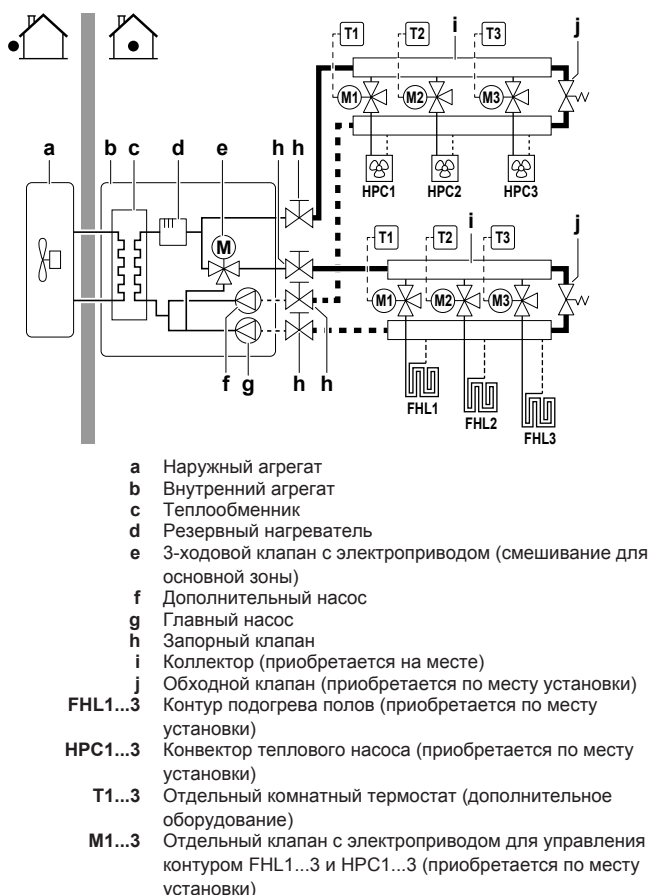 i j
T1 T2 T3
M1 M2 M3
a b c d e h h
HPC1 HPC2 HPC3
i j
T1 T2 T3
M
h
M1 M2 M3
f g h h
FHL1 FHL2 FHL3
a Наружный агрегат
b Внутренний агрегат
c Теплообменник
d Резервный нагреватель
e 3-ходовой клапан с электроприводом (смешивание для
основной зоны)
f Дополнительный насос
g Главный насос
h Запорный клапан
i Коллектор (приобретается на месте)
j Обходной клапан (приобретается по месту установки)
FHL1...3 Контур подогрева полов (приобретается по месту
установки)
HPC1...3 Конвектор теплового насоса (приобретается по месту
установки)
T1...3 Отдельный комнатный термостат (дополнительное
оборудование)
M1...3 Отдельный клапан с электроприводом для управления
контуром FHL1...3 и HPC1...3 (приобретается по месту
установки)